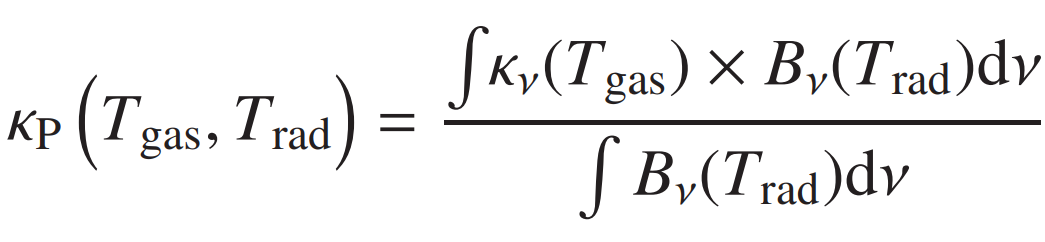 κ_P (T_gas, T_rad) = ∫κ_ν(T_gas) × B_ν(T_rad)dν / ∫ B_ν(T_rad)dν